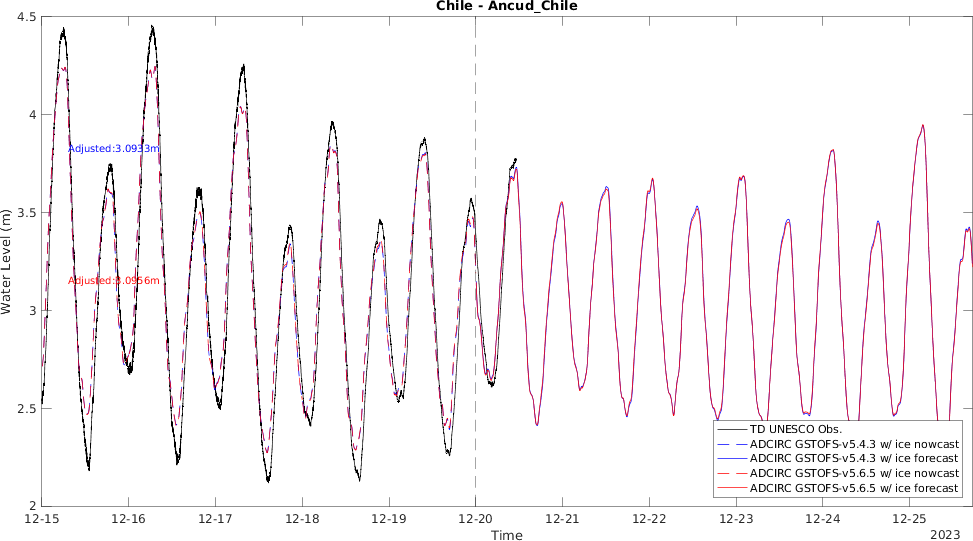 Chile - Ancud_Chile
4.5
4
3.5
3
2.5
2
Water Level (m)
Adjusted:3.0933m
Adjusted:3.0956m
TD UNESCO Obs.
ADCIRC GSTOFS-v5.4.3 w/ ice nowcast
ADCIRC GSTOFS-v5.4.3 w/ ice forecast
ADCIRC GSTOFS-v5.6.5 w/ ice nowcast
ADCIRC GSTOFS-v5.6.5 w/ ice forecast
12-15 12-16 12-17 12-18 12-19 12-20 12-21 12-22 12-23 12-24 12-25
Time
2023